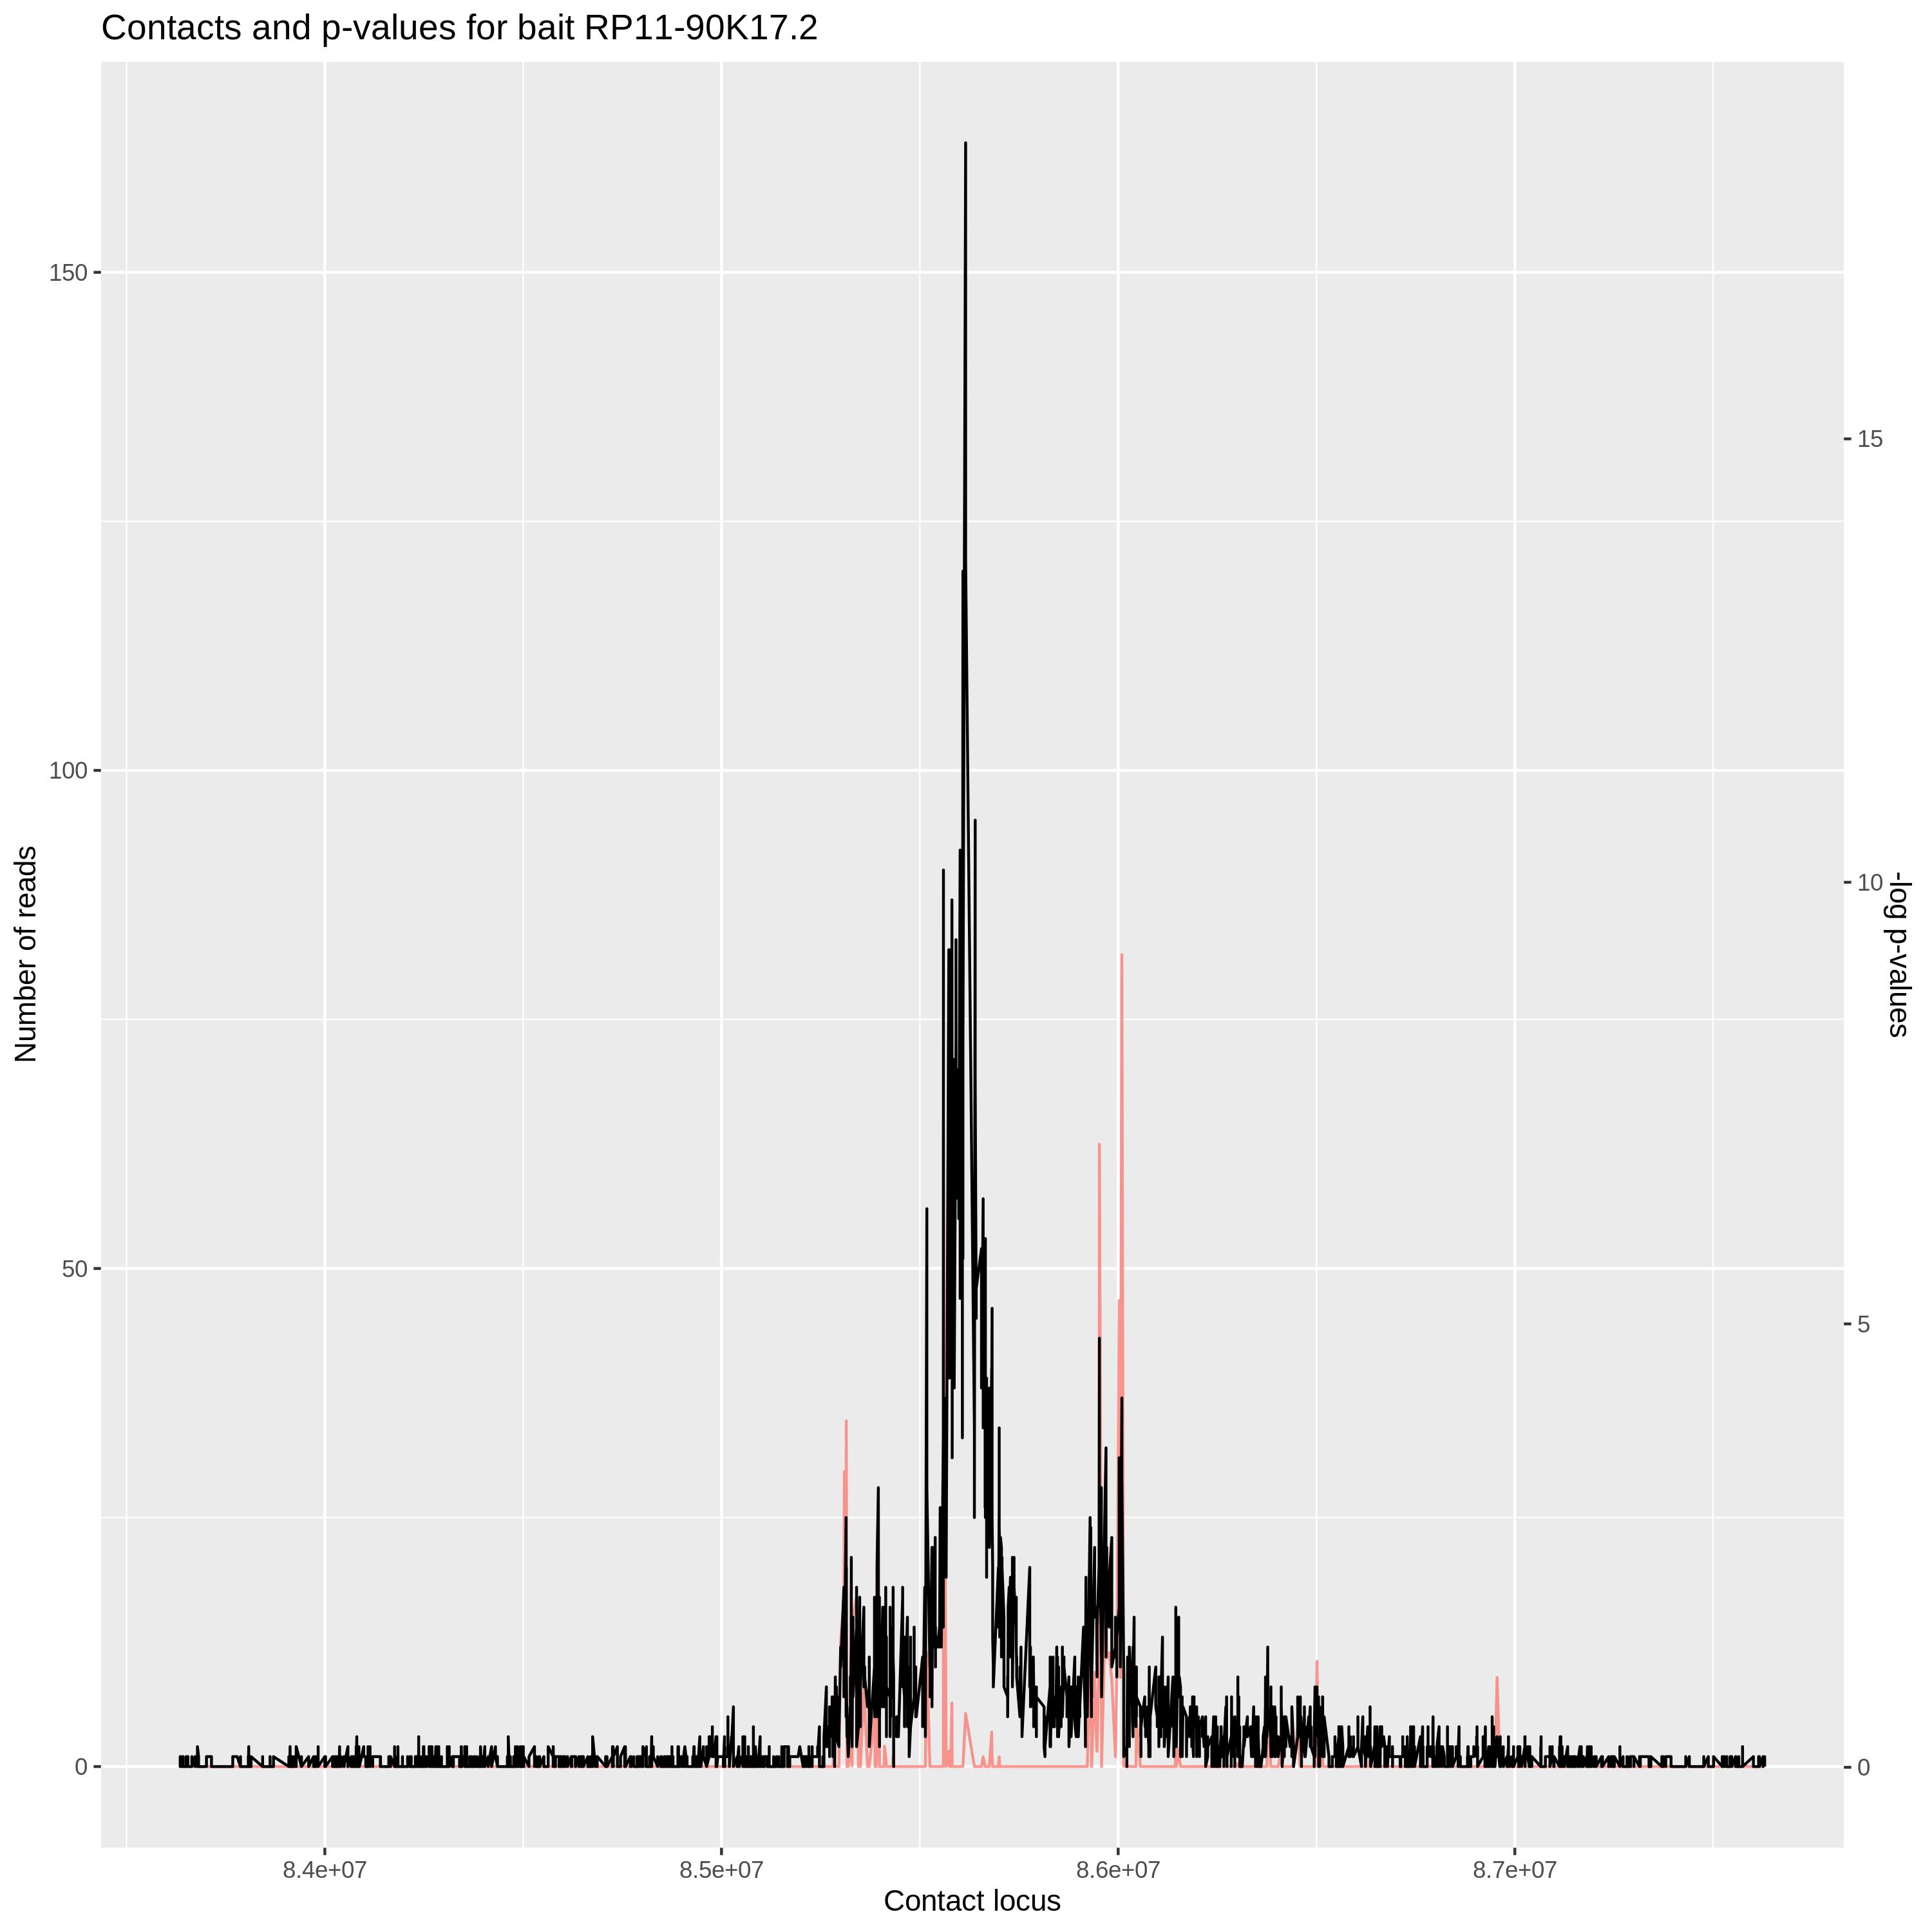 Contacts and p-values for bait RP11-90K17.2
Number of reads
150
100
50
0
15
10
5
0
-log p-values
8.4e+07
8.5e+07
8.6e+07
8.7e+07
Contact locus